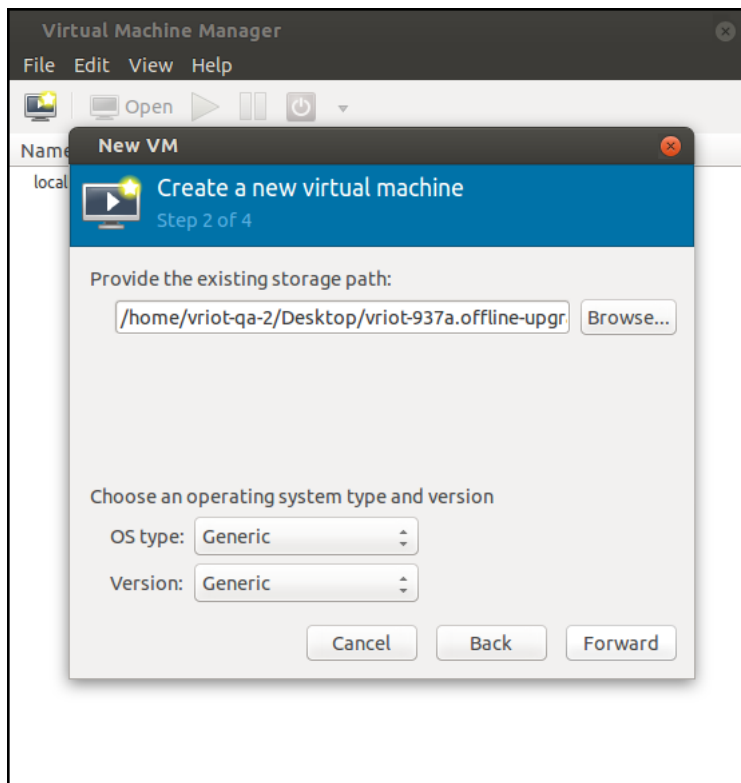 Virtual Machine Manager
File Edit View Help
Open
Name
local
New VM
Create a new virtual machine
Step 2 of 4
Provide the existing storage path:
/home/vriot-qa-2/Desktop/vriot-937a.offline-upgr Browse...
Choose an operating system type and version
OS type: Generic
Version: Generic
Cancel Back Forward